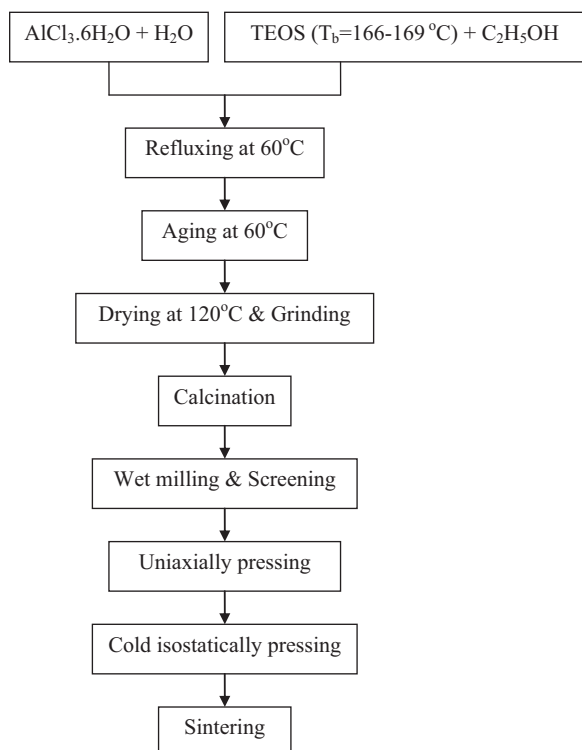 AlCl₃.6H₂O + H₂O
TEOS (T_b=166-169 °C) + C₂H₅OH
Refluxing at 60°C
Aging at 60°C
Drying at 120°C & Grinding
Calcination
Wet milling & Screening
Uniaxially pressing
Cold isostatically pressing
Sintering